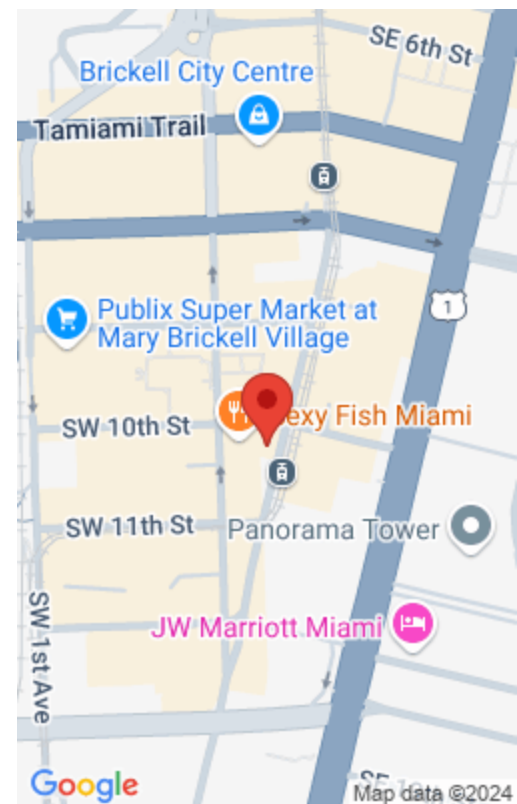 SE 6th St
Brickell City Centre
Tamiami Trail
1
Publix Super Market at
Mary Brickell Village
exy Fish Miami
SW 10th St
SW 11th St
Panorama Tower
SW 1st Ave
JW Marriott Miami
Google
Map data ©2024